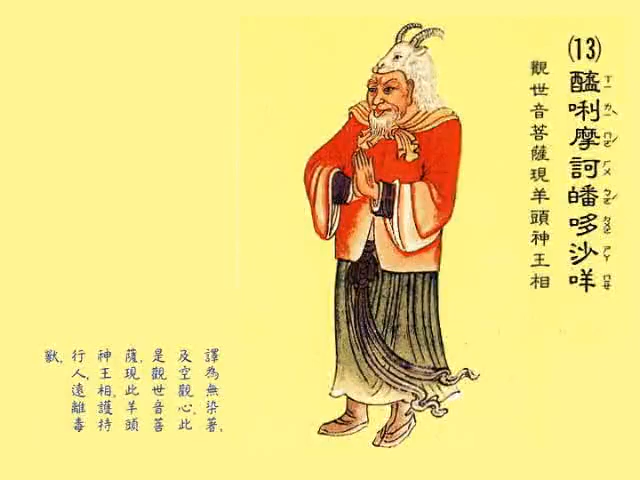 (13)醯唎摩訶皤哆沙咩
觀世音菩薩現羊頭神王相
譯為無染著,
及空觀心.此
是觀世音菩
薩,現此羊頭
神王相,護持
行人,遠離毒
獸,